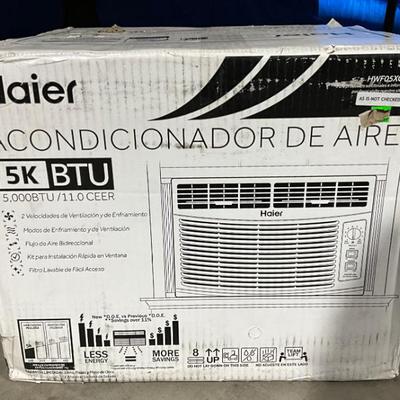 Haier
HWF05XC
AS IS-NOT CHECKED
ACONDICIONADOR DE AIRE
5K BTU
5,000BTU /11.0 CEER
2 Velocidades de Ventilación y de Enfriamiento
Modos de Enfriamiento y de Ventilación
Flujo de Aire Bidireccional
Kit para Instalación Rápida en Ventana
Filtro Lavable de Fácil Acceso
Haier
New "D.O.E. vs Previous "D.O.E.
Savings over 11%
LESS ENERGY
MORE SAVINGS
8
UP
DO NOT LAY DOWN ON THIS SIDE
NO ACUESTE EN ESTE LADO
TEAM